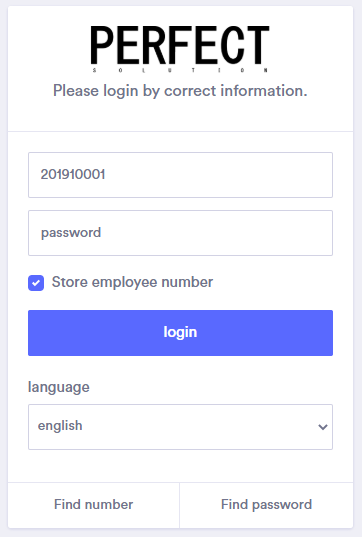 PERFECT
SOLUTION
Please login by correct information.
201910001
password
Store employee number
login
language
english
Find number
Find password